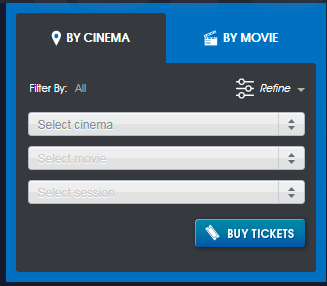 BY CINEMA BY MOVIE
Filter By: All Refine
Select cinema
Select movie
Select session
BUY TICKETS